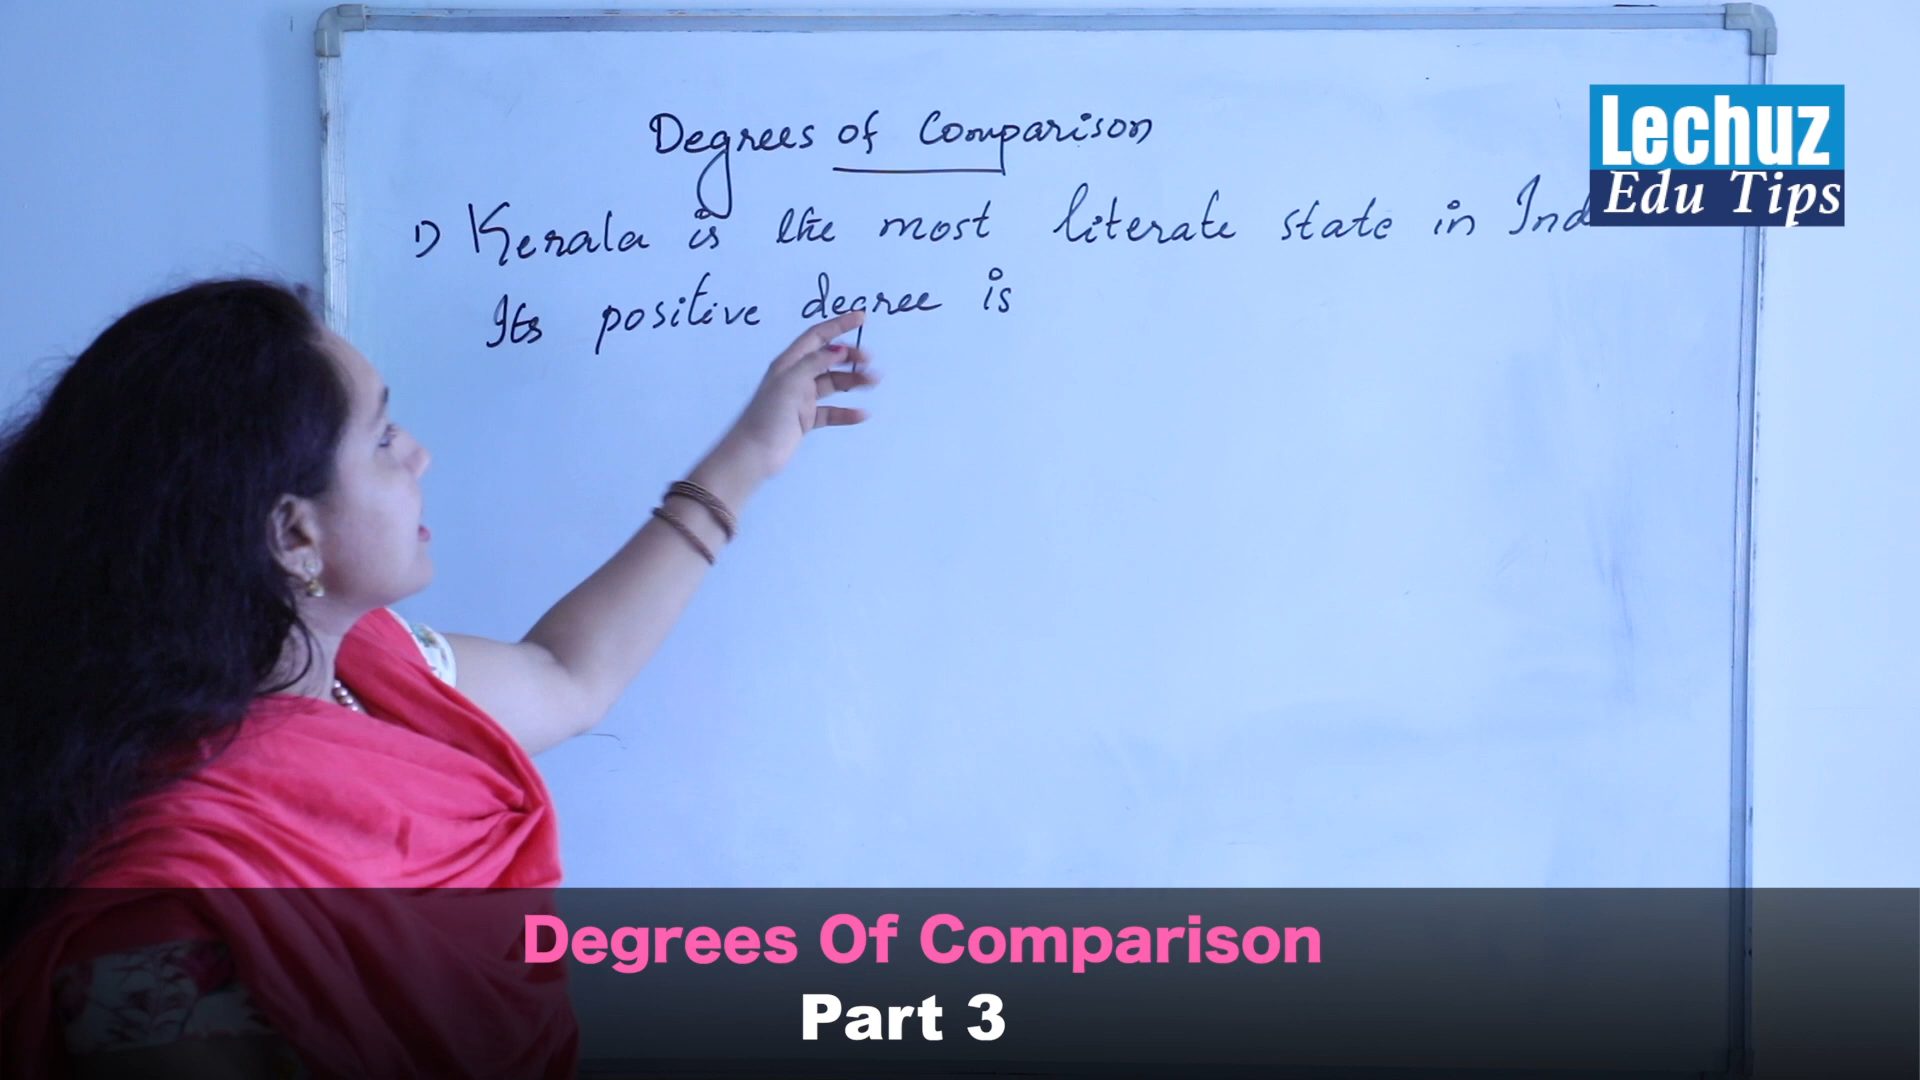 Degrees of Comparison
Lechuz
Edu Tips
1) Kerala is the most literate state in Ind
Its positive degree is
Degrees Of Comparison
Part 3